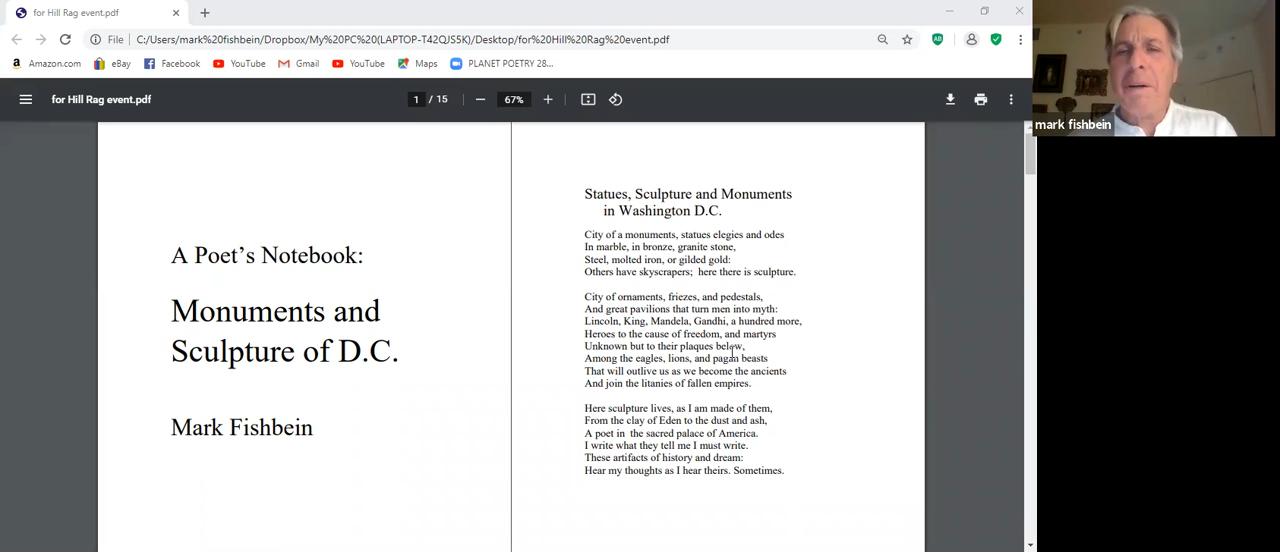 for Hill Rag event.pdf
File
C:/Users/mark%20fishbein/Dropbox/My%20PC%20(LAPTOP-T42QJS5K)/Desktop/for%20Hill%20Rag%20event.pdf
Amazon.com
eBay
Facebook
YouTube
Gmail
YouTube
Maps
PLANET POETRY 28...
for Hill Rag event.pdf
1 / 15
67%
mark fishbein
A Poet's Notebook:
Monuments and
Sculpture of D.C.
Mark Fishbein
Statues, Sculpture and Monuments
in Washington D.C.
City of a monuments, statues elegies and odes
In marble, in bronze, granite stone,
Steel, molted iron, or gilded gold:
Others have skyscrapers; here there is sculpture.
City of ornaments, friezes, and pedestals,
And great pavilions that turn men into myth:
Lincoln, King, Mandela, Gandhi, a hundred more,
Heroes to the cause of freedom, and martyrs
Unknown but to their plaques below,
Among the eagles, lions, and pagan beasts
That will outlive us as we become the ancients
And join the litanies of fallen empires.
Here sculpture lives, as I am made of them,
From the clay of Eden to the dust and ash,
A poet in the sacred palace of America.
I write what they tell me I must write.
These artifacts of history and dream:
Hear my thoughts as I hear theirs. Sometimes.